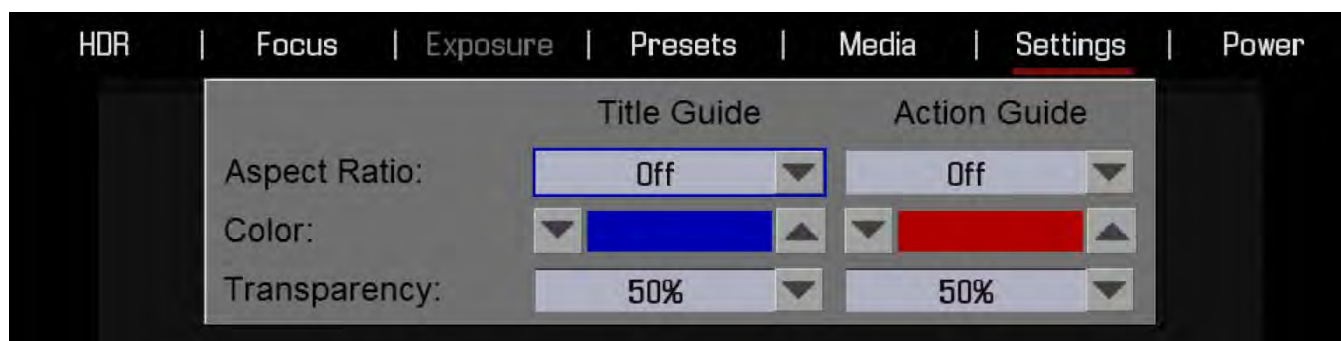 HDR | Focus | Exposure | Presets | Media | Settings | Power
Title Guide Action Guide
Aspect Ratio: Off Off
Color:
Transparency: 50% 50%